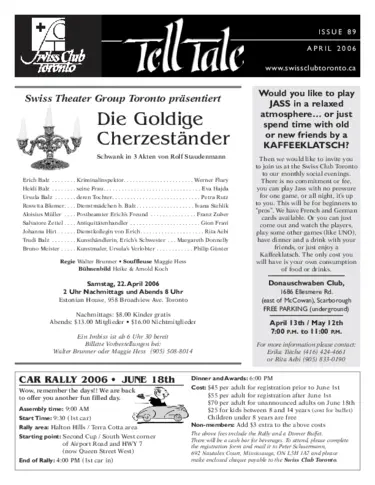 Swiss Club
Toronto
Tell Tale
ISSUE 89
APRIL 2006
www.swissclubtoronto.ca
Swiss Theater Group Toronto präsentiert
Die Goldige
Cherzeständer
Schwank in 3 Akten von Rolf Staudenmann
Erich Balz . . . . . . . . Kriminalinspektor . . . . . . . . . . . . . . . . . . . . . Werner Fluey
Heidi Balz . . . . . . . . seine Frau . . . . . . . . . . . . . . . . . . . . . . . . . . . . . Eva Hajda
Ursula Balz . . . . . . . deren Tochter . . . . . . . . . . . . . . . . . . . . . . . . . . Petra Rutz
Roswita Blumer . . . Dienstmädchen b. Balz . . . . . . . . . . . . . . . . . Ivana Sichlik
Aloisius Müller . . . . Postbeamter Erich's Freund . . . . . . . . . . . . Franz Zuber
Salvatore Zettel . . . . Antiquitätenhändler . . . . . . . . . . . . . . . . . . . . . Gion Fravi
Johanna Hirt . . . . . . Dienstkollegin von Erich . . . . . . . . . . . . . . . . . . . Rita Aebi
Trudi Balz . . . . . . . . Kunsthändlerin, Erich's Schwester . . . Margareth Donnelly
Bruno Meister . . . . . Kunstmaler, Ursula's Verlobter . . . . . . . . . . . Philip Günter
Regie Walter Brunner • Souffleuse Maggie Hess
Bühnenbild Heike & Arnold Koch
Samstag, 22. April 2006
2 Uhr Nachmittags und Abends 8 Uhr
Estonian House, 958 Broadview Ave. Toronto
Nachmittags: $8.00 Kinder gratis
Abends: $13.00 Mitglieder • $16.00 Nichtmitglieder
Ein Imbiss ist ab 6 Uhr 30 bereit
Billette Vorbestellungen bei:
Walter Brunner oder Maggie Hess (905) 508-8014
Would you like to play
JASS in a relaxed
atmosphere… or just
spend time with old
or new friends by a
KAFFEEKLATSCH?
Then we would like to invite you
to join us at the Swiss Club Toronto
to our monthly social evenings.
There is no commitment or fee,
you can play Jass with no pressure
for one game, or all night, it's up
to you. This will be for beginners to
"pros". We have French and German
cards available. Or you can just
come out and watch the players,
play some other games (like UNO),
have dinner and a drink with your
friends, or just enjoy a
Kaffeeklatsch. The only cost you
will have is your own consumption
of food or drinks.
Donauschwaben Club,
1686 Ellesmere Rd.
(east of McCowan), Scarborough
FREE PARKING (underground)
April 13th / May 12th
7:00 P.M. to 11:00 P.M.
For more information please contact:
Erika Täsche (416) 424-4661
or Rita Aebi (905) 833-0190
CAR RALLY 2006 • JUNE 18th
Wow, remember the days!! We are back
to offer you another fun filled day.
Assembly time: 9:00 AM
Start Time: 9:30 (1st car)
Rally area: Halton Hills / Terra Cotta area
Starting point: Second Cup / South West corner
of Airport Road and HWY 7
(now Queen Street West)
End of Rally: 4:00 PM (1st car in)
Dinner and Awards: 6:00 PM
Cost: $45 per adult for registration prior to June 1st
$55 per adult for registration after June 1st
$70 per adult for unannounced adults on June 18th
$25 for kids between 8 and 14 years (cost for buffet)
Children under 8 years are free
Non-members: Add $3 extra to the above costs
The above fees include the Rally and a Dinner Buffet.
There will be a cash bar for beverages. To attend, please complete
the registration form and mail it to Peter Schuermann,
692 Nautalex Court, Mississauga, ON L5H 1A7 and please
make enclosed cheques payable to the Swiss Club Toronto.